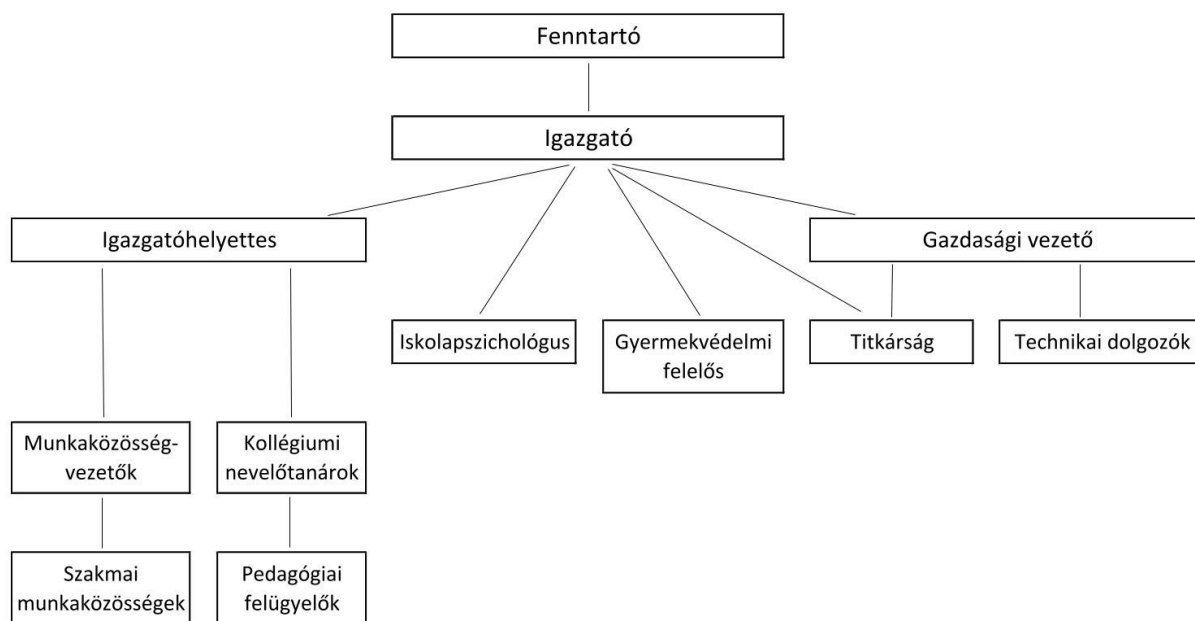 Fenntartó
Igazgató
Igazgatóhelyettes
Gazdasági vezető
Iskolapszichológus
Gyermekvédelmi
felelős
Titkárság
Technikai dolgozók
Munkaközösség-
vezetők
Kollégiumi
nevelőtanárok
Szakmai
munkaközösségek
Pedagógiai
felügyelők